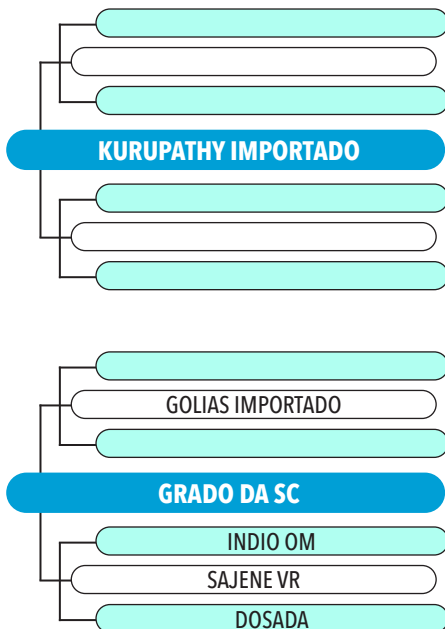 KURUPATHY IMPORTADO
GOLIAS IMPORTADO
GRADO DA SC
INDIO OM
SAJENE VR
DOSADA